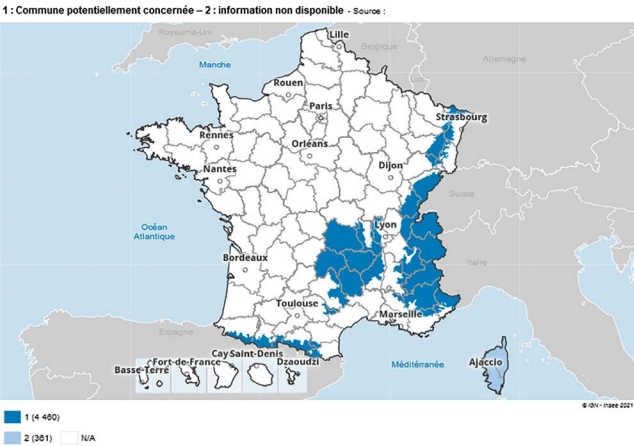 1 : Commune potentiellement concernée – 2 : information non disponible - Source :
Royaume-Uni
Lille
Belgique
Manche
Allemagne
Rouen
Paris
Strasbourg
Rennes
Orléans
Dijon
Nantes
Suisse
Océan
Atlantique
Lyon
Bordeaux
Italie
Toulouse
Marseille
Espagne
Cay
Saint-Denis
Fort-de-France
Dzaoudzi
Basse-Terre
Méditérranée
Ajaccio
© IGN - Insee 2021
1 (4 460)
2 (361)
N/A